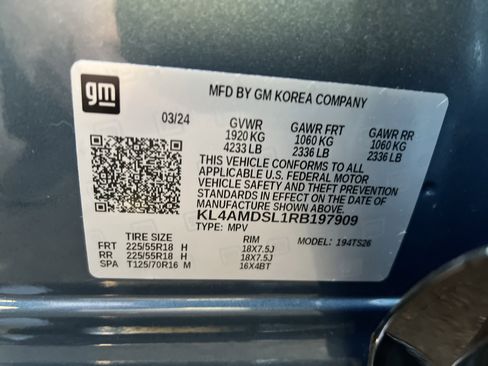 gm
MFD BY GM KOREA COMPANY
03/24 GVWR GAWR FRT GAWR RR
1920 KG 1060 KG 1060 KG
4233 LB 2336 LB 2336 LB
THIS VEHICLE CONFORMS TO ALL
APPLICABLE U.S. FEDERAL MOTOR
VEHICLE SAFETY AND THEFT PREVENTION
STANDARDS IN EFFECT ON THE DATE OF
MANUFACTURE SHOWN ABOVE.
KL4AMDSL1RB197909
TYPE: MPV
TIRE SIZE RIM MODEL: 194TS26
FRT 225/55R18 H 18X7.5J
RR 225/55R18 H 18X7.5J
SPA T125/70R16 M 16X4BT